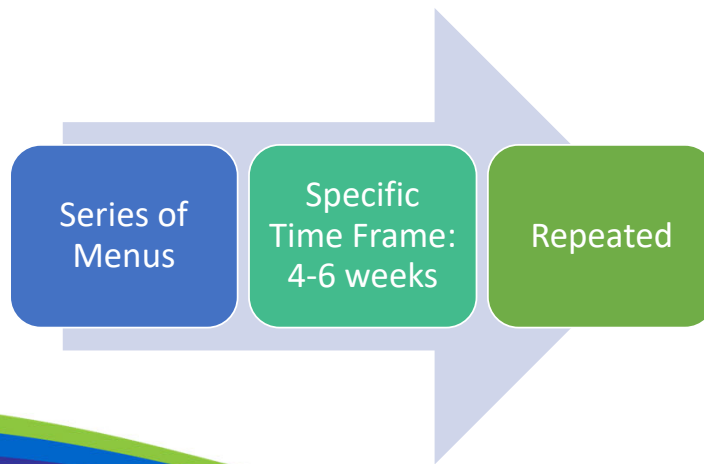 Series of
Menus
Specific
Time Frame:
4-6 weeks
Repeated